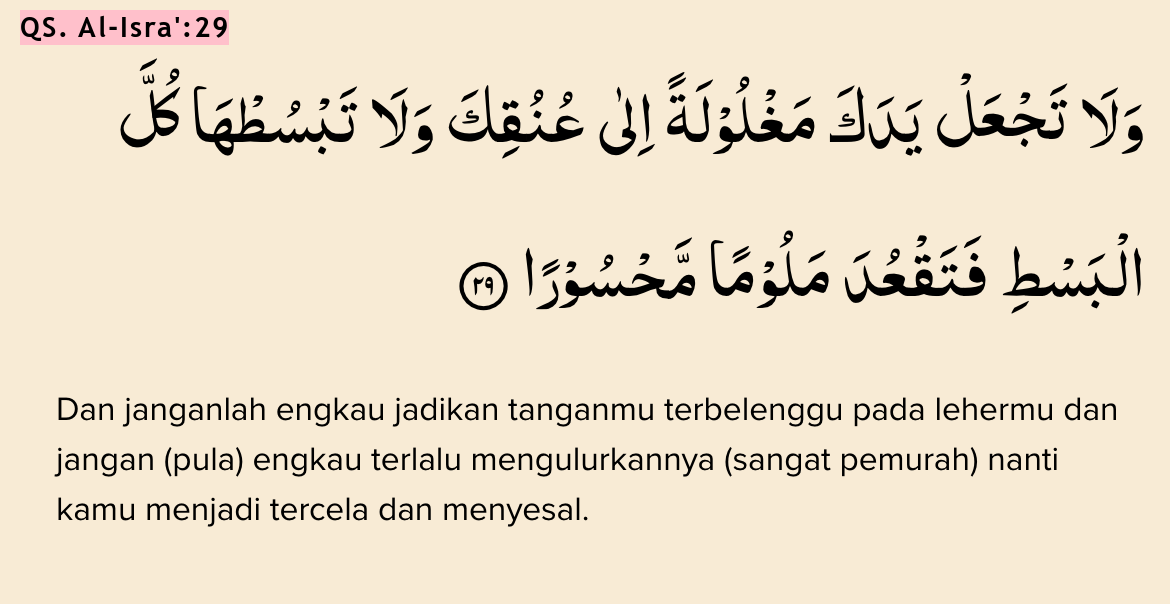 QS. Al-Isra':29
وَلَا تَجْعَلْ يَدَكَ مَغْلُوْلَةً اِلٰى عُنُقِكَ وَلَا تَبْسُطْهَا كُلَّ
الْبَسْطِ فَتَقْعُدَ مَلُوْمًا مَّحْسُوْرًا ٢٩
Dan janganlah engkau jadikan tanganmu terbelenggu pada lehermu dan
jangan (pula) engkau terlalu mengulurkannya (sangat pemurah) nanti
kamu menjadi tercela dan menyesal.